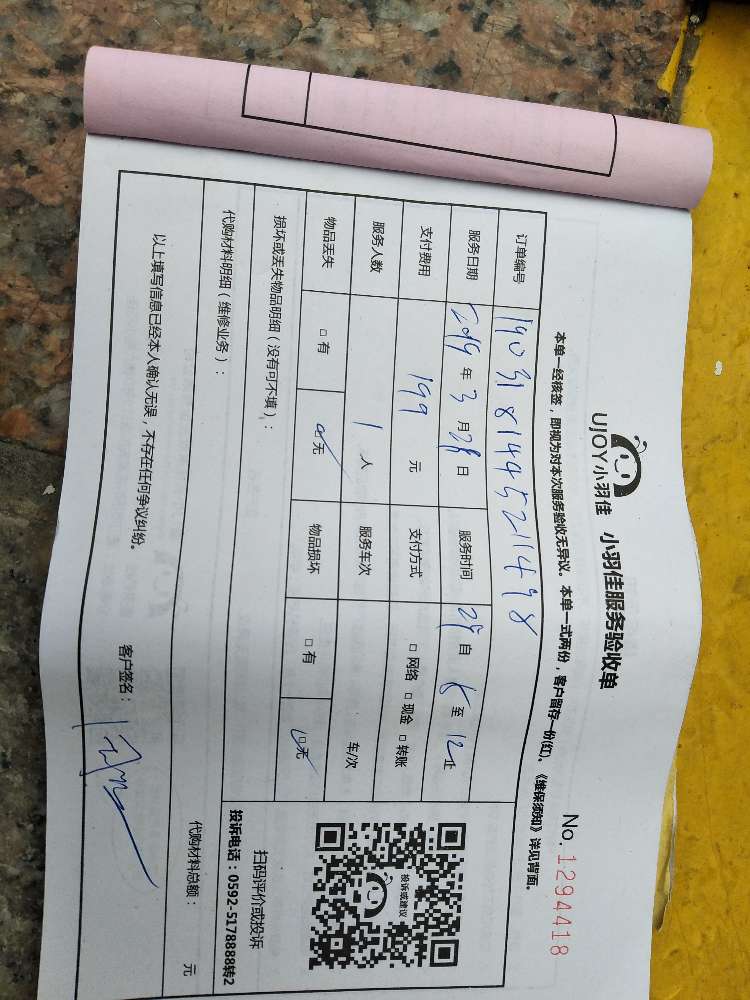 UJOY小羽佳 小羽佳服务验收单
No. 1294418
本单一经核签，即视为对本次服务验收无异议。本单一式两份，客户留存一份(红)、《维保须知》详见背面。
订单编号
服务日期 2019 年 3 月 28 日 服务时间 28 自 8 至 12 止
支付费用 199 元 支付方式 □ 网络 □ 现金 □ 转账
服务人数 1 人 服务车次 车/次
物品丢失 □ 有 □ 无 物品损坏 □ 有 □ 无
损坏或丢失物品明细（没有可不填）：
投诉或建议
扫码评价或投诉
投诉电话：0592-5178888转2
代购材料明细（维修业务）： 代购材料总额： 元
以上填写信息已经本人确认无误，不存在任何争议纠纷。
客户签名：